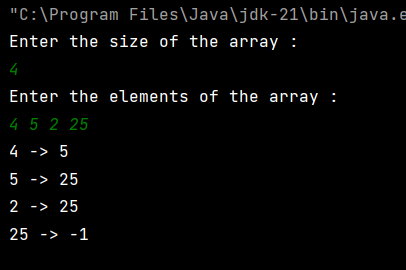 "C:\Program Files\Java\jdk-21\bin\java.e
Enter the size of the array :
4
Enter the elements of the array :
4 5 2 25
4 -> 5
5 -> 25
2 -> 25
25 -> -1